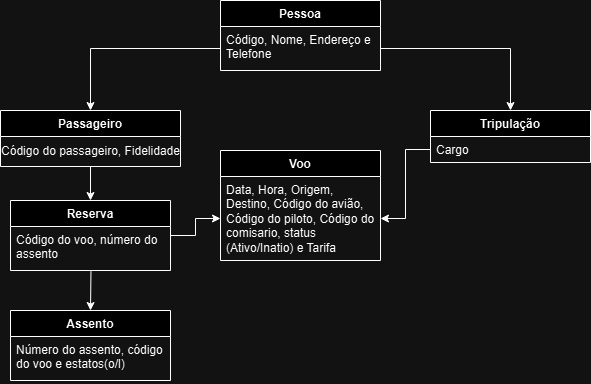 Pessoa
Código, Nome, Endereço e
Telefone
Passageiro
Código do passageiro, Fidelidade
Tripulação
Cargo
Voo
Data, Hora, Origem,
Destino, Código do avião,
Código do piloto, Código do
comisario, status
(Ativo/Inatio) e Tarifa
Reserva
Código do voo, número do
assento
Assento
Número do assento, código
do voo e estatos(o/l)